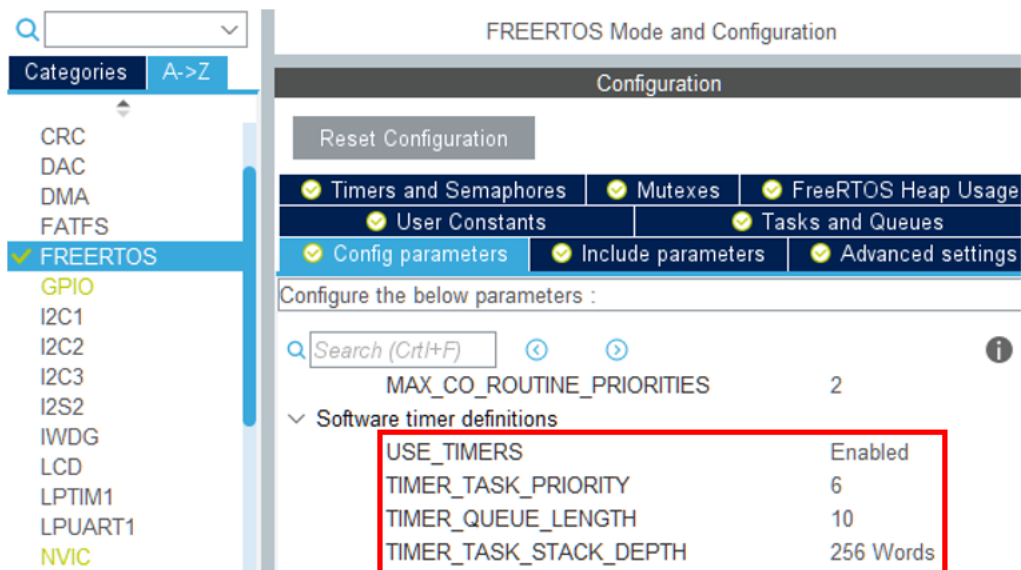 FREERTOS Mode and Configuration
Categories
A->Z
CRC
DAC
DMA
FATFS
FREERTOS
GPIO
I2C1
I2C2
I2C3
I2S2
IWDG
LCD
LPTIM1
LPUART1
NVIC
Configuration
Reset Configuration
Timers and Semaphores Mutexes FreeRTOS Heap Usage
User Constants Tasks and Queues
Config parameters Include parameters Advanced settings
Configure the below parameters :
Search (Crtl+F)
MAX_CO_ROUTINE_PRIORITIES 2
Software timer definitions
USE_TIMERS Enabled
TIMER_TASK_PRIORITY 6
TIMER_QUEUE_LENGTH 10
TIMER_TASK_STACK_DEPTH 256 Words